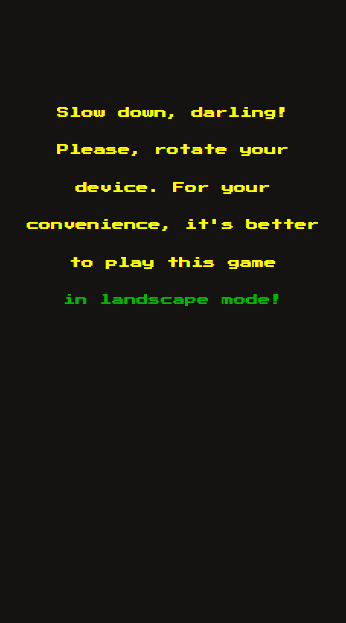 Slow down, darling!
Please, rotate your
device. For your
convenience, it's better
to play this game
in landscape mode!